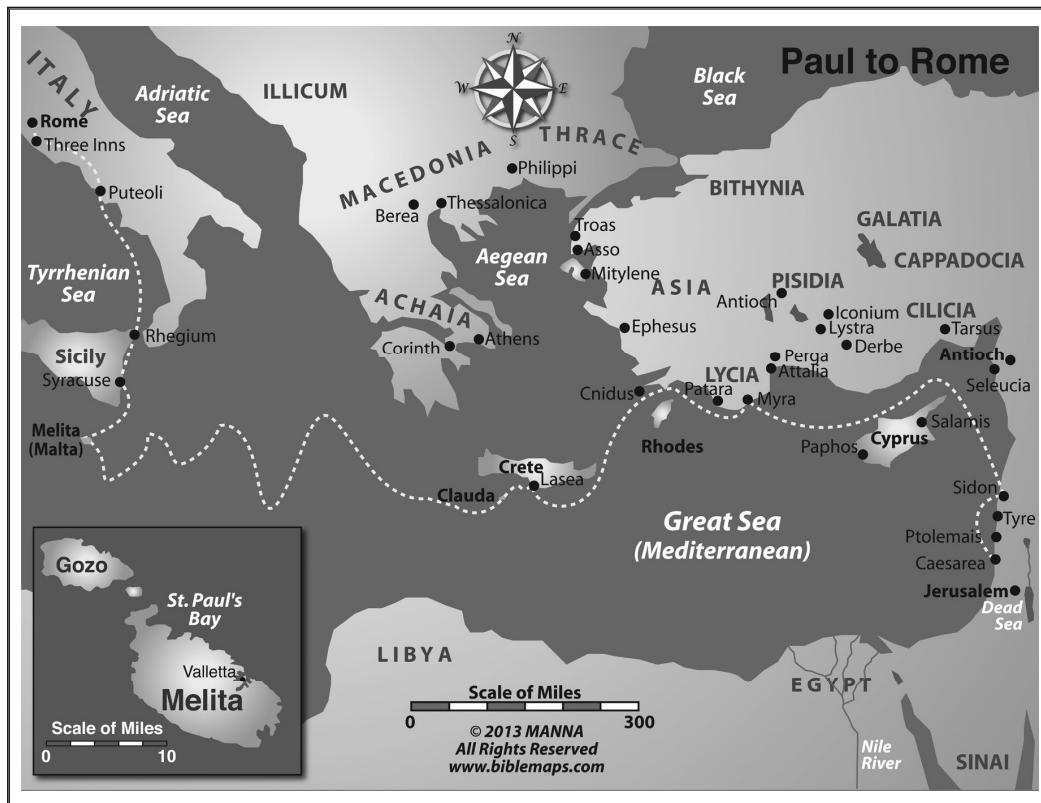 Paul to Rome
N
W E
S
ITALY
Adriatic
Sea
ILLICUM
Black
Sea
Rome
Three Inns
THRACE
MACEDONIA
Philippi
Puteoli
Berea
Thessalonica
BITHYNIA
GALATIA
CAPPADOCIA
Troas
Asso
Mitylene
Aegean
Sea
Tyrrhenian
Sea
ASIA
PISIDIA
Antioch
ACHAIA
Iconium
CILICIA
Ephesus
Lystra
Tarsus
Rhegium
Athens
Corinth
Derbe
Sicily
Perga
Antioch
Syracuse
LYCIA
Attalia
Seleucia
Cnidus
Patara
Myra
Melita
(Malta)
Salamis
Rhodes
Paphos
Cyprus
Crete
Lasea
Clauda
Sidon
Great Sea
(Mediterranean)
Tyre
Ptolemais
Caesarea
Jerusalem
Dead
Sea
Gozo
St. Paul's
Bay
Valletta
Melita
Scale of Miles
0 10
LIBYA
EGYPT
Scale of Miles
0 300
© 2013 MANNA
All Rights Reserved
www.biblemaps.com
Nile
River
SINAI